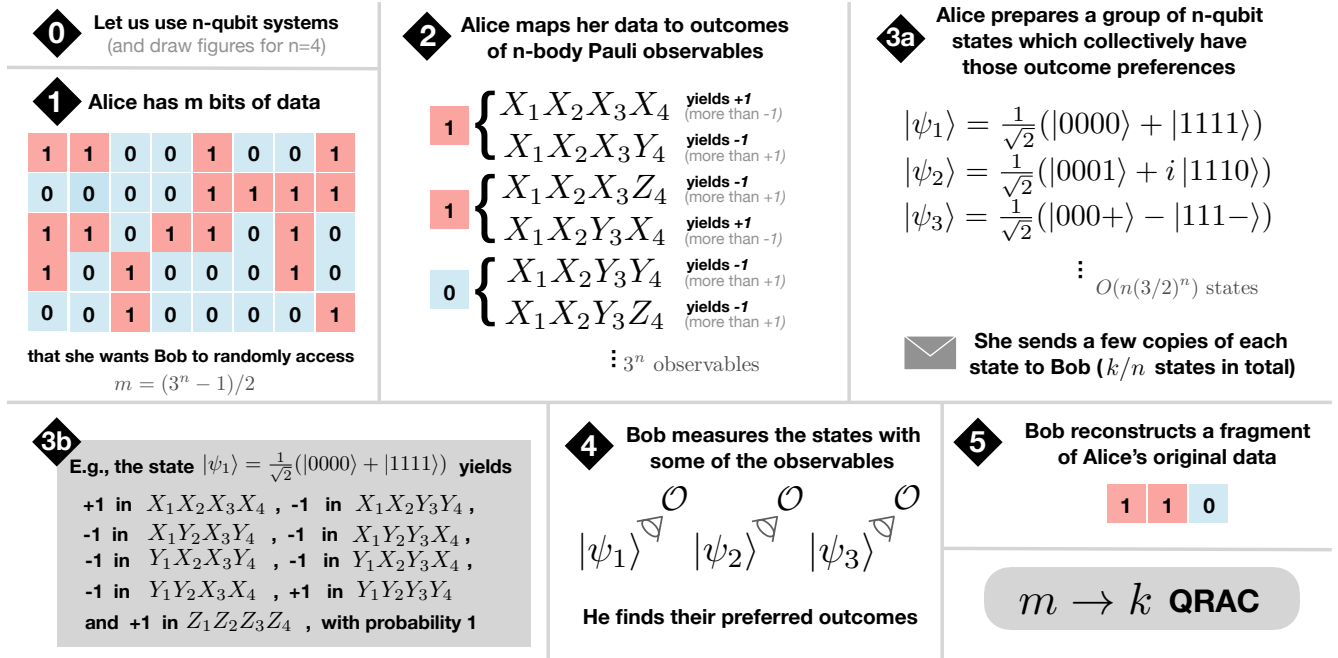 0
Let us use n-qubit systems
(and draw figures for n=4)
1
Alice has m bits of data
1 1 0 0 1 0 0 1
0 0 0 0 1 1 1 1
1 1 0 1 1 0 1 0
1 0 1 0 0 0 1 0
0 0 1 0 0 0 0 1
that she wants Bob to randomly access
m = (3ⁿ − 1)/2
2
Alice maps her data to outcomes
of n-body Pauli observables
1 { X₁X₂X₃X₄ yields +1
(more than -1)
X₁X₂X₃Y₄ yields -1
(more than +1)
1 { X₁X₂X₃Z₄ yields -1
(more than +1)
X₁X₂Y₃X₄ yields +1
(more than -1)
0 { X₁X₂Y₃Y₄ yields -1
(more than +1)
X₁X₂Y₃Z₄ yields -1
(more than +1)
⋮ 3ⁿ observables
3a
Alice prepares a group of n-qubit
states which collectively have
those outcome preferences
|ψ₁⟩ = 1/√2(|0000⟩ + |1111⟩)
|ψ₂⟩ = 1/√2(|0001⟩ + i |1110⟩)
|ψ₃⟩ = 1/√2(|000+⟩ − |111−⟩)
⋮ O(n(3/2)ⁿ) states
She sends a few copies of each
state to Bob (k/n states in total)
3b
E.g., the state |ψ₁⟩ = 1/√2(|0000⟩ + |1111⟩) yields
+1 in X₁X₂X₃X₄ , -1 in X₁X₂Y₃Y₄ ,
-1 in X₁Y₂X₃Y₄ , -1 in X₁Y₂Y₃X₄ ,
-1 in Y₁X₂X₃Y₄ , -1 in Y₁X₂Y₃X₄ ,
-1 in Y₁Y₂X₃X₄ , +1 in Y₁Y₂Y₃Y₄
and +1 in Z₁Z₂Z₃Z₄ , with probability 1
4
Bob measures the states with
some of the observables
𝒪 𝒪 𝒪
|ψ₁⟩ |ψ₂⟩ |ψ₃⟩
He finds their preferred outcomes
5
Bob reconstructs a fragment
of Alice's original data
1 1 0
m → k QRAC